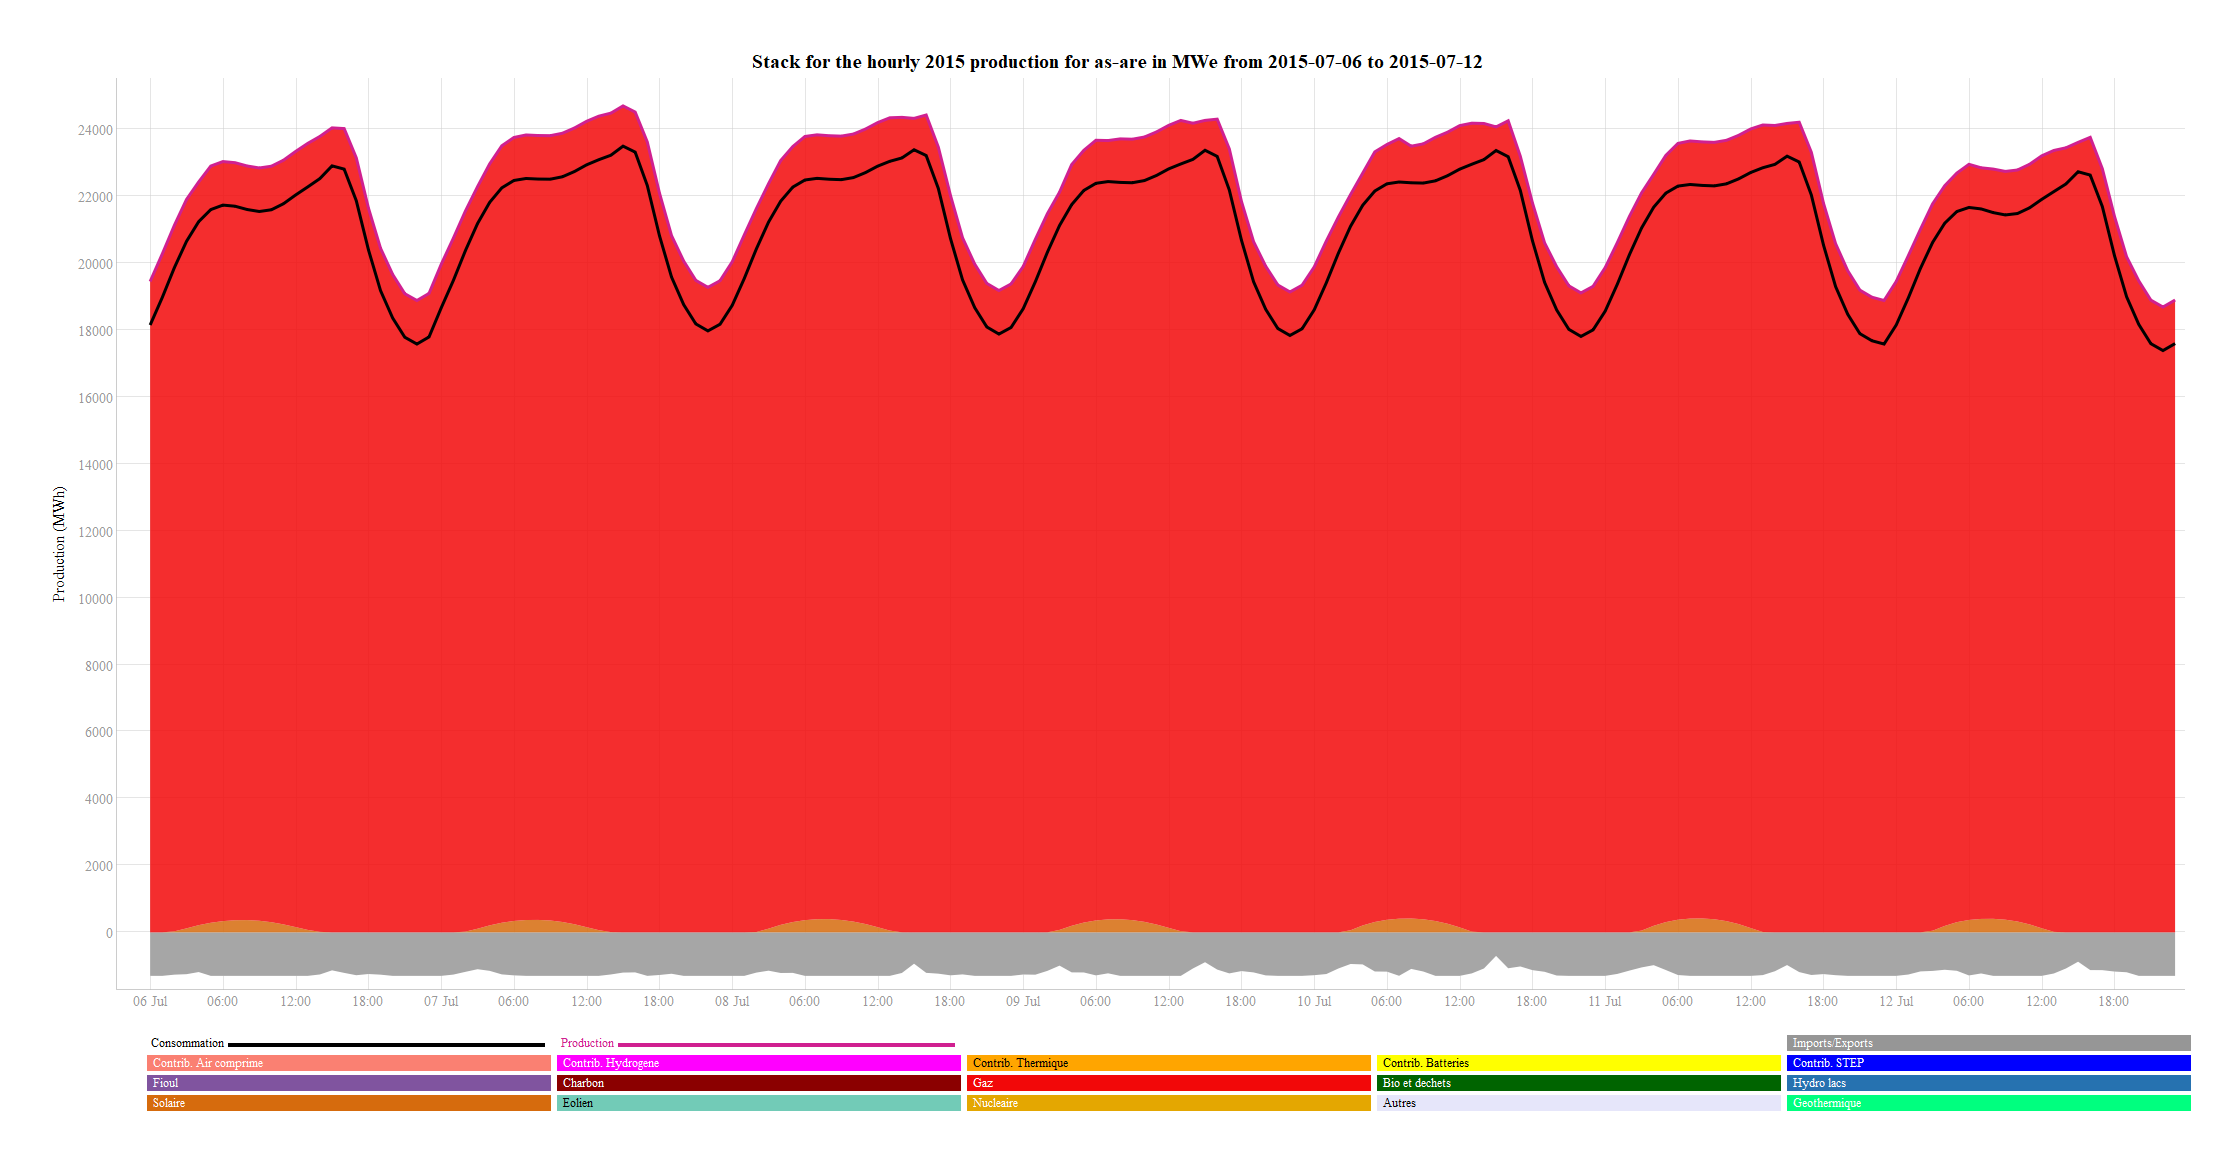 Stack for the hourly 2015 production for as-are in MWe from 2015-07-06 to 2015-07-12
Production (MWh)
24000
22000
20000
18000
16000
14000
12000
10000
8000
6000
4000
2000
0
06 Jul 06:00 12:00 18:00 07 Jul 06:00 12:00 18:00 08 Jul 06:00 12:00 18:00 09 Jul 06:00 12:00 18:00 10 Jul 06:00 12:00 18:00 11 Jul 06:00 12:00 18:00 12 Jul 06:00 12:00 18:00
Consommation Production Imports/Exports
Contrib. Air comprime Contrib. Hydrogene Contrib. Thermique Contrib. Batteries Contrib. STEP
Fioul Charbon Gaz Bio et dechets Hydro lacs
Solaire Eolien Nucleaire Autres Geothermique